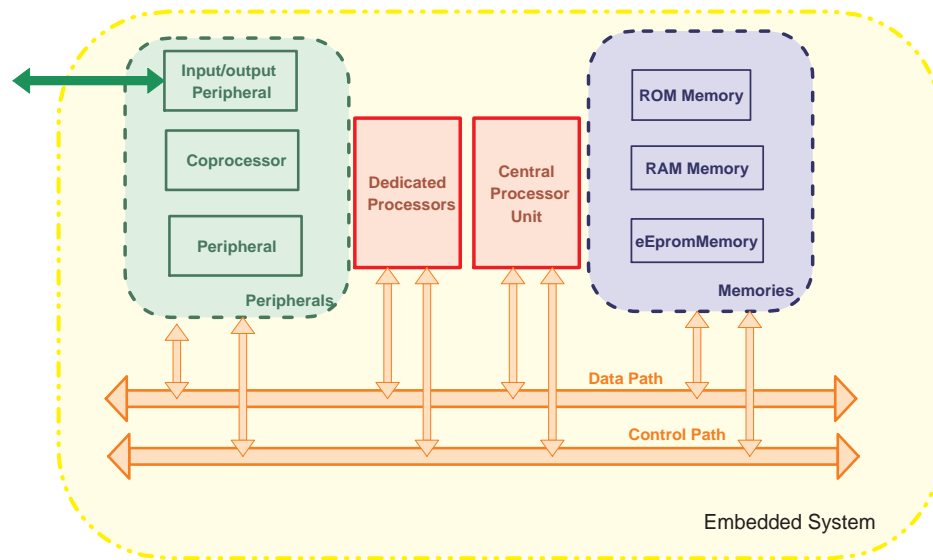 Input/output
Peripheral
Coprocessor
Peripheral
Peripherals
Dedicated
Processors
Central
Processor
Unit
ROM Memory
RAM Memory
eEpromMemory
Memories
Data Path
Control Path
Embedded System